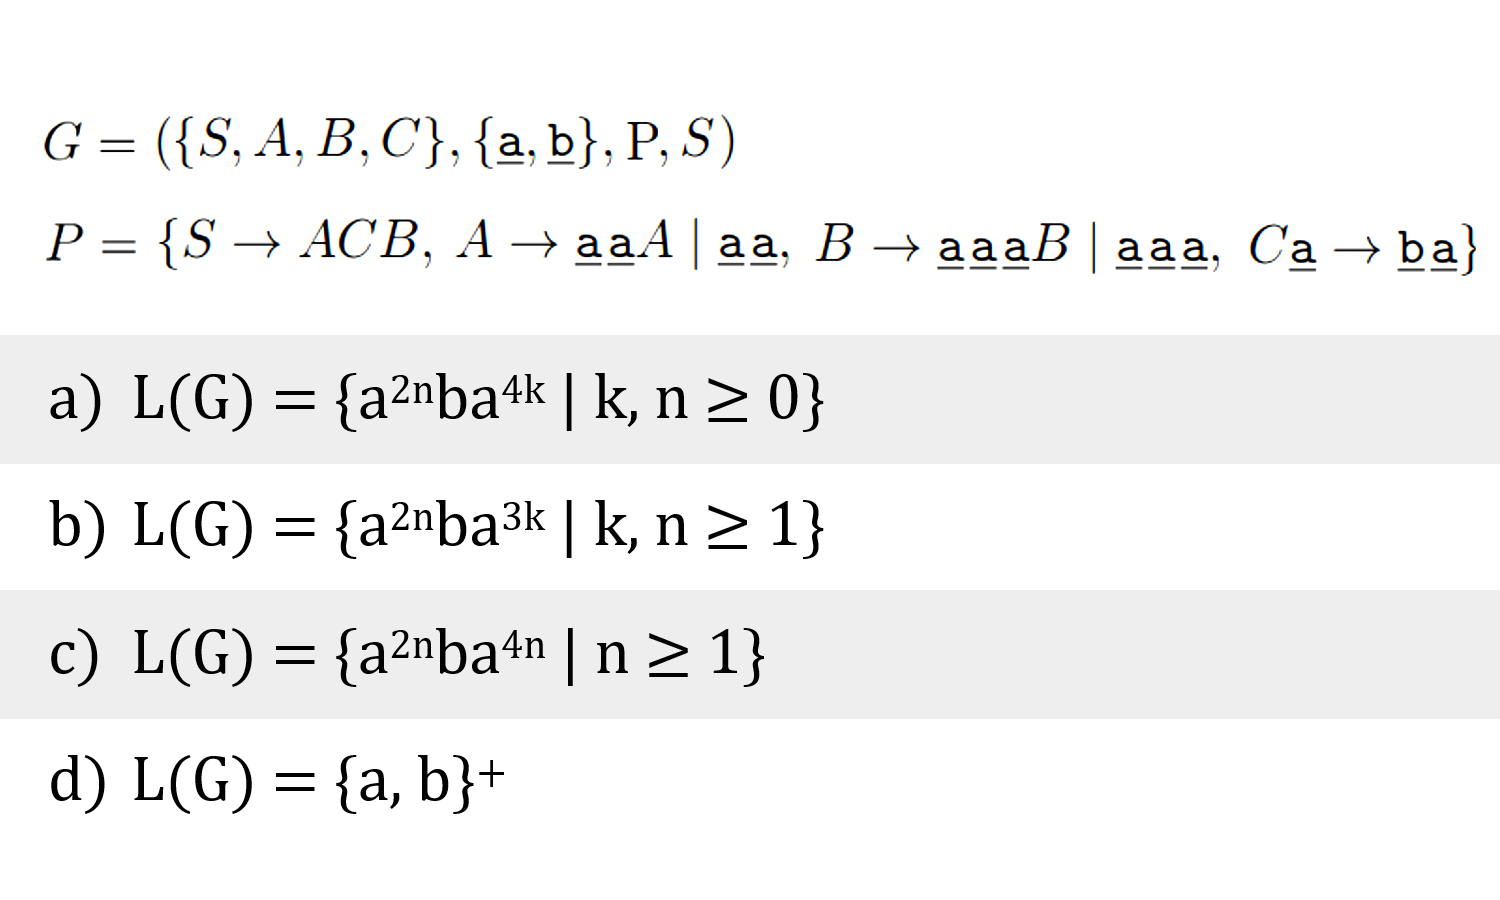 G = ({S, A, B, C}, {a, b}, P, S)
P = {S → ACB, A → aaA | aa, B → aaaB | aaa, Ca → ba}
a) L(G) = {a²ⁿba⁴ᵏ | k, n ≥ 0}
b) L(G) = {a²ⁿba³ᵏ | k, n ≥ 1}
c) L(G) = {a²ⁿba⁴ⁿ | n ≥ 1}
d) L(G) = {a, b}⁺